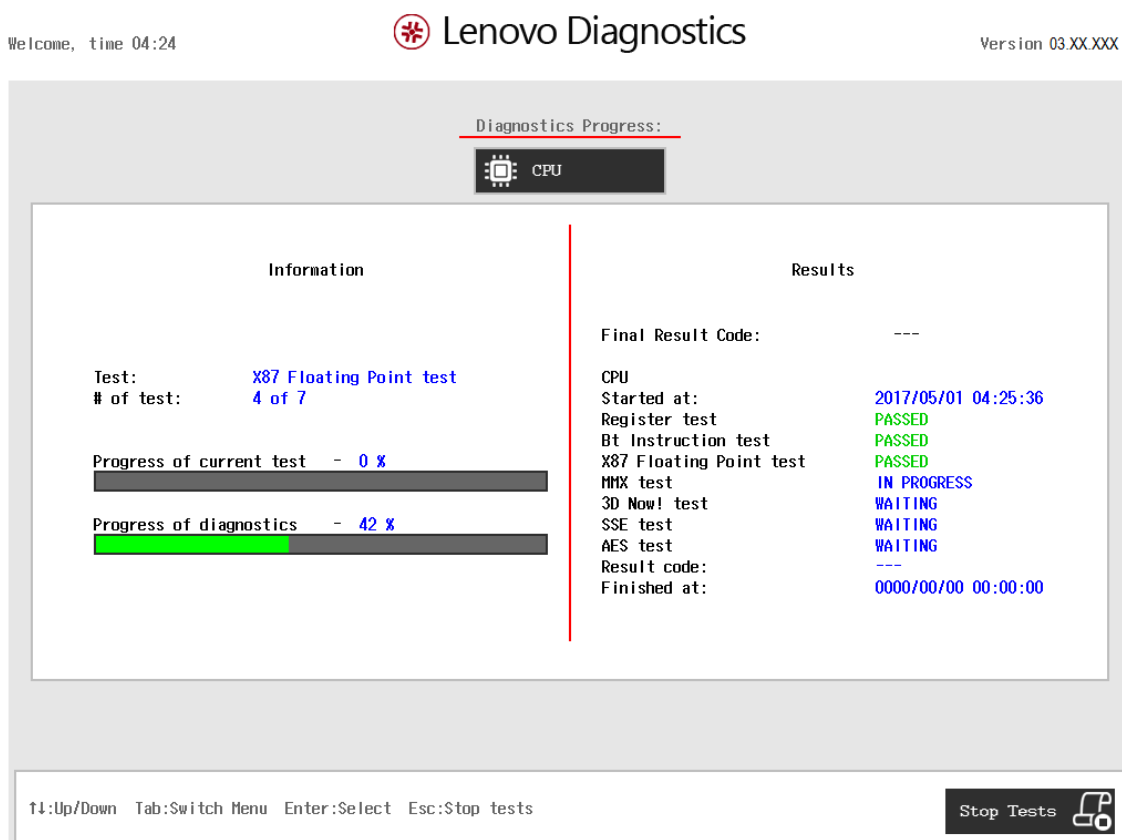 Welcome, time 04:24
Lenovo Diagnostics
Version 03.XX.XXX
Diagnostics Progress:
CPU
Information
Test: X87 Floating Point test
# of test: 4 of 7
Progress of current test - 0 %
Progress of diagnostics - 42 %
Results
Final Result Code: ---
CPU
Started at: 2017/05/01 04:25:36
Register test PASSED
Bt Instruction test PASSED
X87 Floating Point test PASSED
MMX test IN PROGRESS
3D Now! test WAITING
SSE test WAITING
AES test WAITING
Result code: ---
Finished at: 0000/00/00 00:00:00
↑↓:Up/Down Tab:Switch Menu Enter:Select Esc:Stop tests
Stop Tests